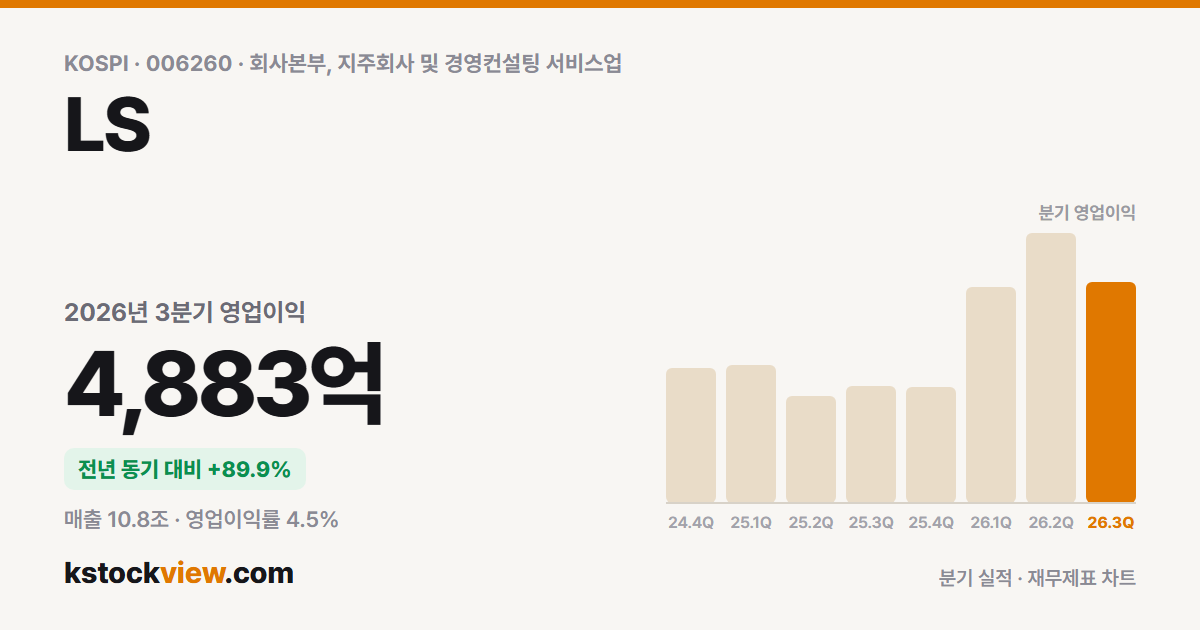 KOSPI · 006260 · 회사본부, 지주회사 및 경영컨설팅 서비스업
LS
분기 영업이익
2026년 3분기 영업이익
4,883억
전년 동기 대비 +89.9%
매출 10.8조 · 영업이익률 4.5%
24.4Q 25.1Q 25.2Q 25.3Q 25.4Q 26.1Q 26.2Q 26.3Q
kstockview.com
분기 실적 · 재무제표 차트